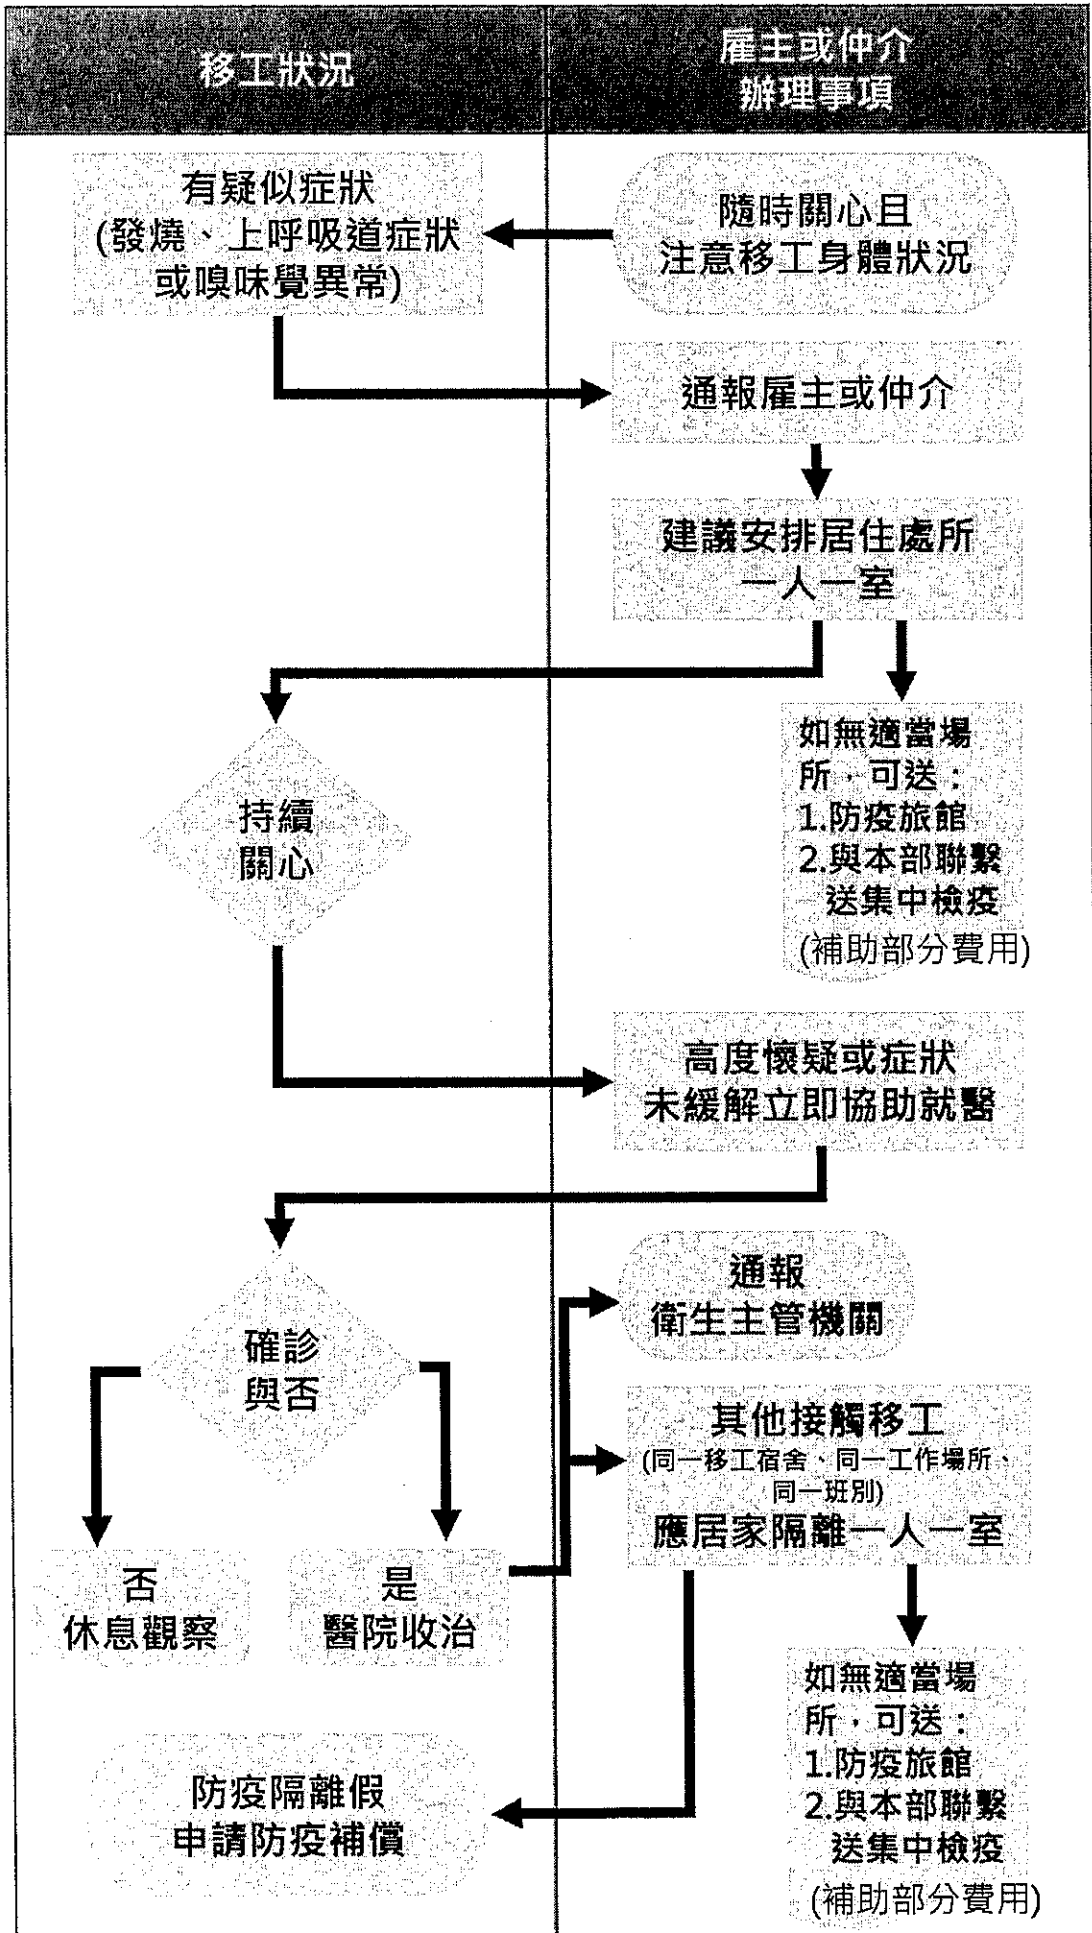 移工狀況
雇主或仲介
辦理事項
隨時關心且
注意移工身體狀況
有疑似症狀
(發燒、上呼吸道症狀
或嗅味覺異常)
通報雇主或仲介
建議安排居住處所
一人一室
如無適當場
所，可送：
1.防疫旅館
2.與本部聯繫
送集中檢疫
(補助部分費用)
持續
關心
高度懷疑或症狀
未緩解立即協助就醫
確診
與否
否
休息觀察
是
醫院收治
通報
衛生主管機關
其他接觸移工
(同一移工宿舍、同一工作場所、
同一班別)
應居家隔離一人一室
如無適當場
所，可送：
1.防疫旅館
2.與本部聯繫
送集中檢疫
(補助部分費用)
防疫隔離假
申請防疫補償